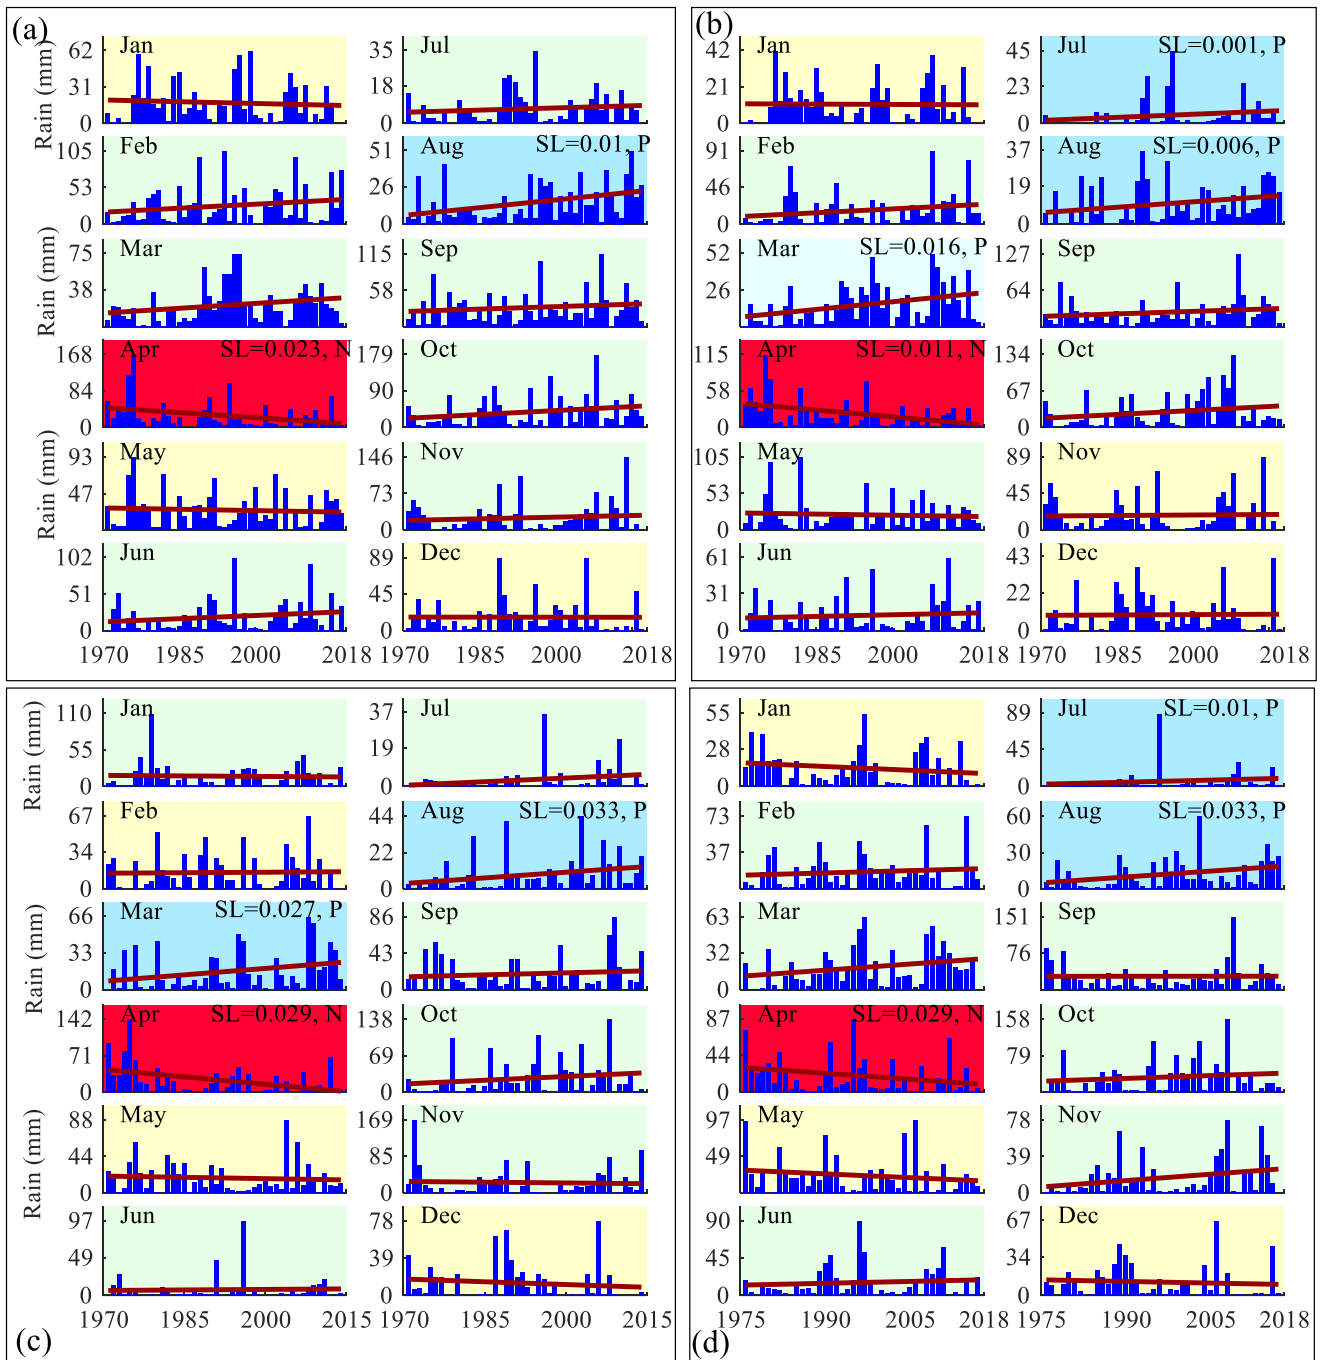 (a)
Rain (mm)
Jan
62
31
0
Jul
35
18
0
Feb
105
53
0
Aug
SL=0.01, P
51
26
0
Rain (mm)
Mar
75
38
0
Sep
115
58
0
Apr
SL=0.023, N
168
84
0
Oct
179
90
0
Rain (mm)
May
93
47
0
Nov
146
73
0
Jun
102
51
0
Dec
89
45
0
1970 1985 2000 2018
1970 1985 2000 2018
(b)
Jan
42
21
0
Jul
SL=0.001, P
45
23
0
Feb
91
46
0
Aug
SL=0.006, P
37
19
0
Mar
SL=0.016, P
52
26
0
Sep
127
64
0
Apr
SL=0.011, N
115
58
0
Oct
134
67
0
May
105
53
0
Nov
89
45
0
Jun
61
31
0
Dec
43
22
0
1970 1985 2000 2018
1970 1985 2000 2018
Rain (mm)
Jan
110
55
0
Jul
37
19
0
Feb
67
34
0
Aug
SL=0.033, P
44
22
0
Rain (mm)
Mar
SL=0.027, P
66
33
0
Sep
86
43
0
Apr
SL=0.029, N
142
71
0
Oct
138
69
0
Rain (mm)
May
88
44
0
Nov
169
85
0
Jun
97
49
0
Dec
78
39
0
1970 1985 2000 2015
1970 1985 2000 2015
(c)
Jan
55
28
0
Jul
SL=0.01, P
89
45
0
Feb
73
37
0
Aug
SL=0.033, P
60
30
0
Mar
63
32
0
Sep
151
76
0
Apr
SL=0.029, N
87
44
0
Oct
158
79
0
May
97
49
0
Nov
78
39
0
Jun
90
45
0
Dec
67
34
0
1975 1990 2005 2018
1975 1990 2005 2018
(d)